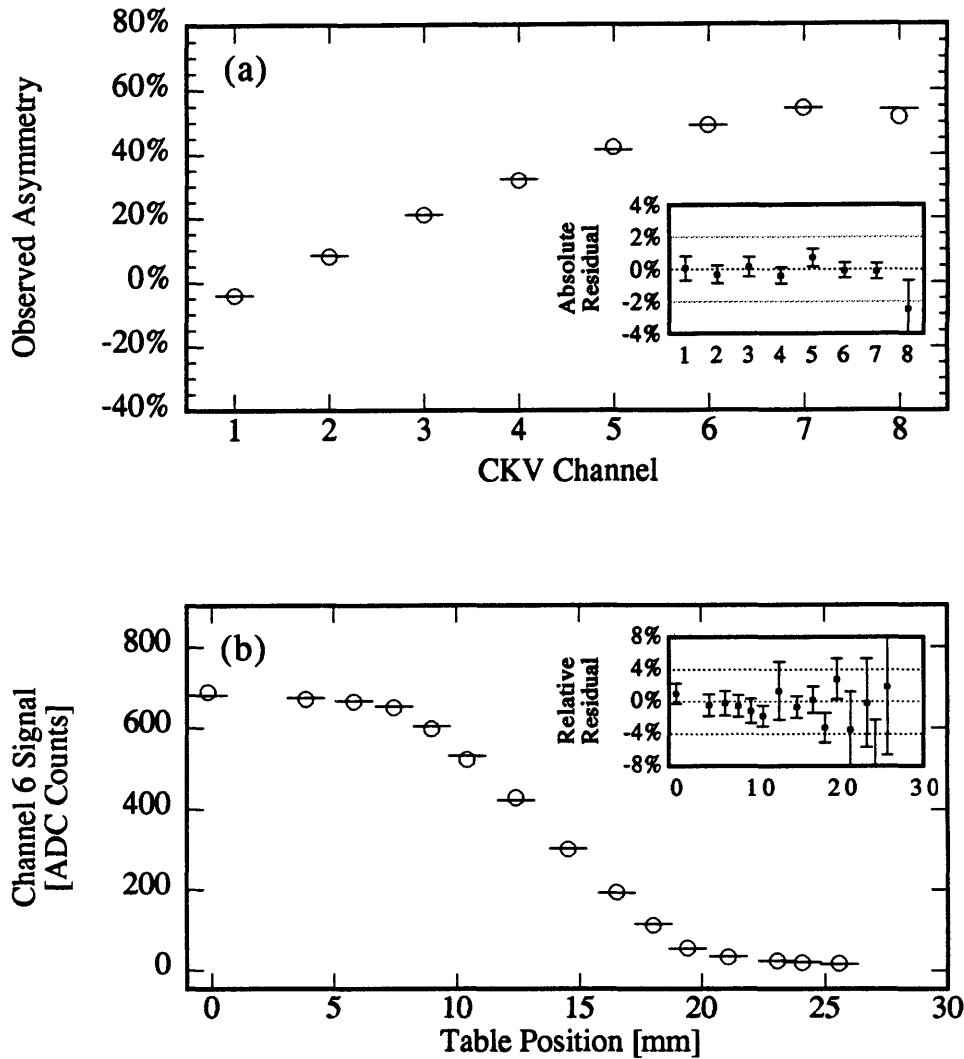 80%
(a)
60%
40%
20%
0%
-20%
-40%
Observed Asymmetry
1 2 3 4 5 6 7 8
CKV Channel
4%
2%
0%
-2%
-4%
Absolute
Residual
1 2 3 4 5 6 7 8
800
(b)
600
400
200
0
Channel 6 Signal
[ADC Counts]
0 5 10 15 20 25 30
Table Position [mm]
8%
4%
0%
-4%
-8%
Relative
Residual
0 10 20 30